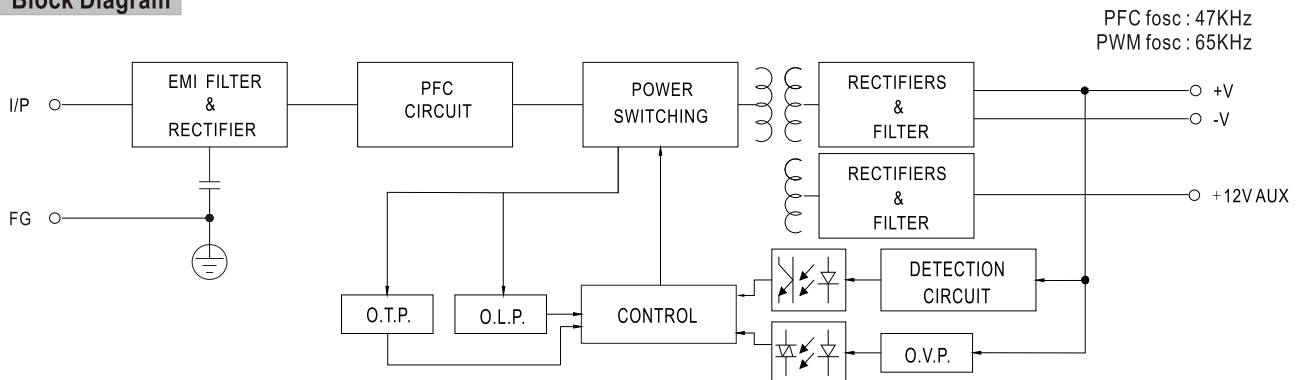 Block Diagram
PFC fosc : 47KHz
PWM fosc : 65KHz
I/P
EMI FILTER
&
RECTIFIER
PFC
CIRCUIT
POWER
SWITCHING
RECTIFIERS
&
FILTER
+V
-V
RECTIFIERS
&
FILTER
+12V AUX
FG
DETECTION
CIRCUIT
O.T.P.
O.L.P.
CONTROL
O.V.P.